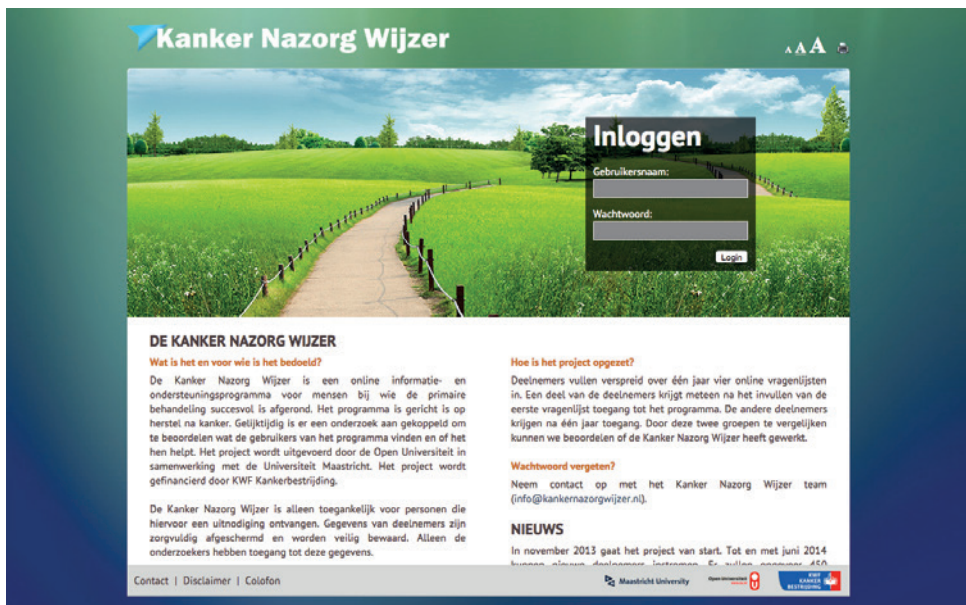 Kanker Nazorg Wijzer
A A A
Inloggen
Gebruikersnaam:
Wachtwoord:
Login
DE KANKER NAZORG WIJZER
Wat is het en voor wie is het bedoeld?
De Kanker Nazorg Wijzer is een online informatie- en
ondersteuningsprogramma voor mensen bij wie de primaire
behandeling succesvol is afgerond. Het programma is gericht is op
herstel na kanker. Gelijktijdig is er een onderzoek aan gekoppeld om
te beoordelen wat de gebruikers van het programma vinden en of het
hen helpt. Het project wordt uitgevoerd door de Open Universiteit in
samenwerking met de Universiteit Maastricht. Het project wordt
gefinancierd door KWF Kankerbestrijding.
De Kanker Nazorg Wijzer is alleen toegankelijk voor personen die
hiervoor een uitnodiging ontvangen. Gegevens van deelnemers zijn
zorgvuldig afgeschermd en worden veilig bewaard. Alleen de
onderzoekers hebben toegang tot deze gegevens.
Hoe is het project opgezet?
Deelnemers vullen verspreid over één jaar vier online vragenlijsten
in. Een deel van de deelnemers krijgt meteen na het invullen van de
eerste vragenlijst toegang tot het programma. De andere deelnemers
krijgen na één jaar toegang. Door deze twee groepen te vergelijken
kunnen we beoordelen of de Kanker Nazorg Wijzer heeft gewerkt.
Wachtwoord vergeten?
Neem contact op met het Kanker Nazorg Wijzer team
(info@kankernazorgwijzer.nl).
NIEUWS
In november 2013 gaat het project van start. Tot en met juni 2014
kunnen nieuwe deelnemers instromen. Er zullen ongeveer 450
Contact | Disclaimer | Colofon
Maastricht University
Open Universiteit
KWF
KANKER
BESTRIJDING